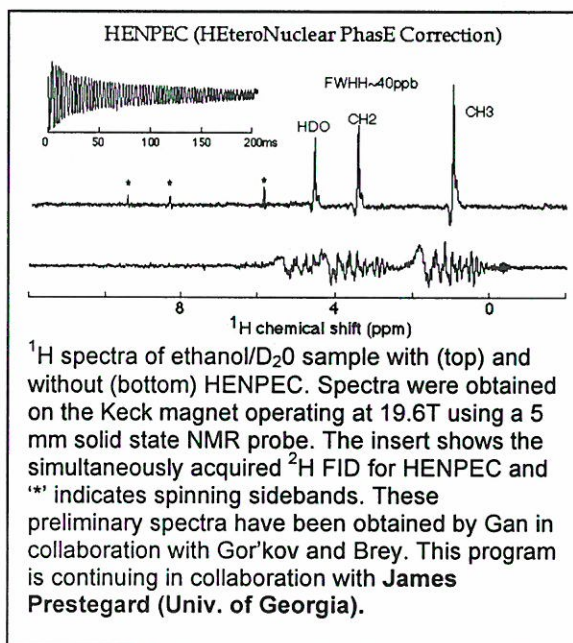 HENPEC (HEteroNuclear PhasE Correction)
FWHH~40ppb
CH3
CH2
HDO
0 50 100 150 200ms
* * *
8 4 0
¹H chemical shift (ppm)
¹H spectra of ethanol/D₂0 sample with (top) and
without (bottom) HENPEC. Spectra were obtained
on the Keck magnet operating at 19.6T using a 5
mm solid state NMR probe. The insert shows the
simultaneously acquired ²H FID for HENPEC and
'*' indicates spinning sidebands. These
preliminary spectra have been obtained by Gan in
collaboration with Gor'kov and Brey. This program
is continuing in collaboration with James
Prestegard (Univ. of Georgia).